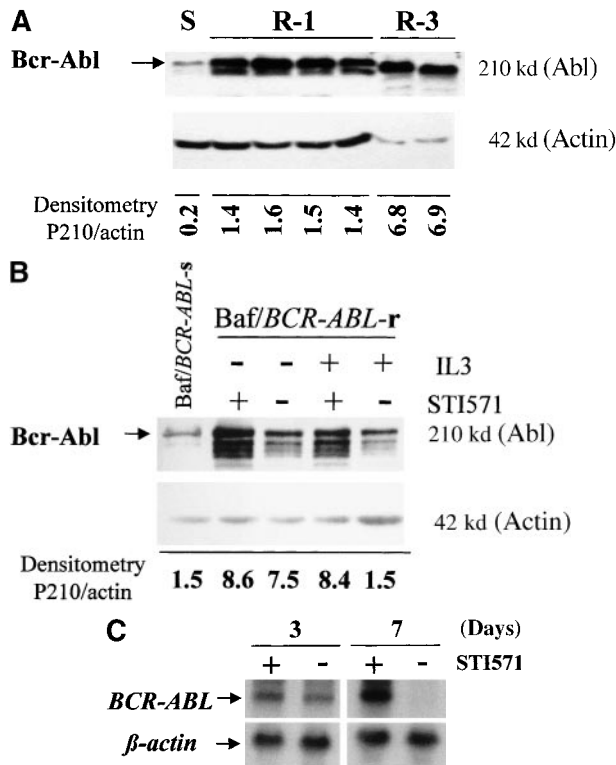 A
S R-1 R-3
Bcr-Abl 210 kd (Abl)
42 kd (Actin)
Densitometry
P210/actin 0.2 1.4 1.6 1.5 1.4 6.8 6.9
B
Baf/BCR-ABL-s
Baf/BCR-ABL-r
- - + + IL3
+ - + - STI571
Bcr-Abl 210 kd (Abl)
42 kd (Actin)
Densitometry
P210/actin 1.5 8.6 7.5 8.4 1.5
C
3 7 (Days)
+ - + - STI571
BCR-ABL
ß-actin